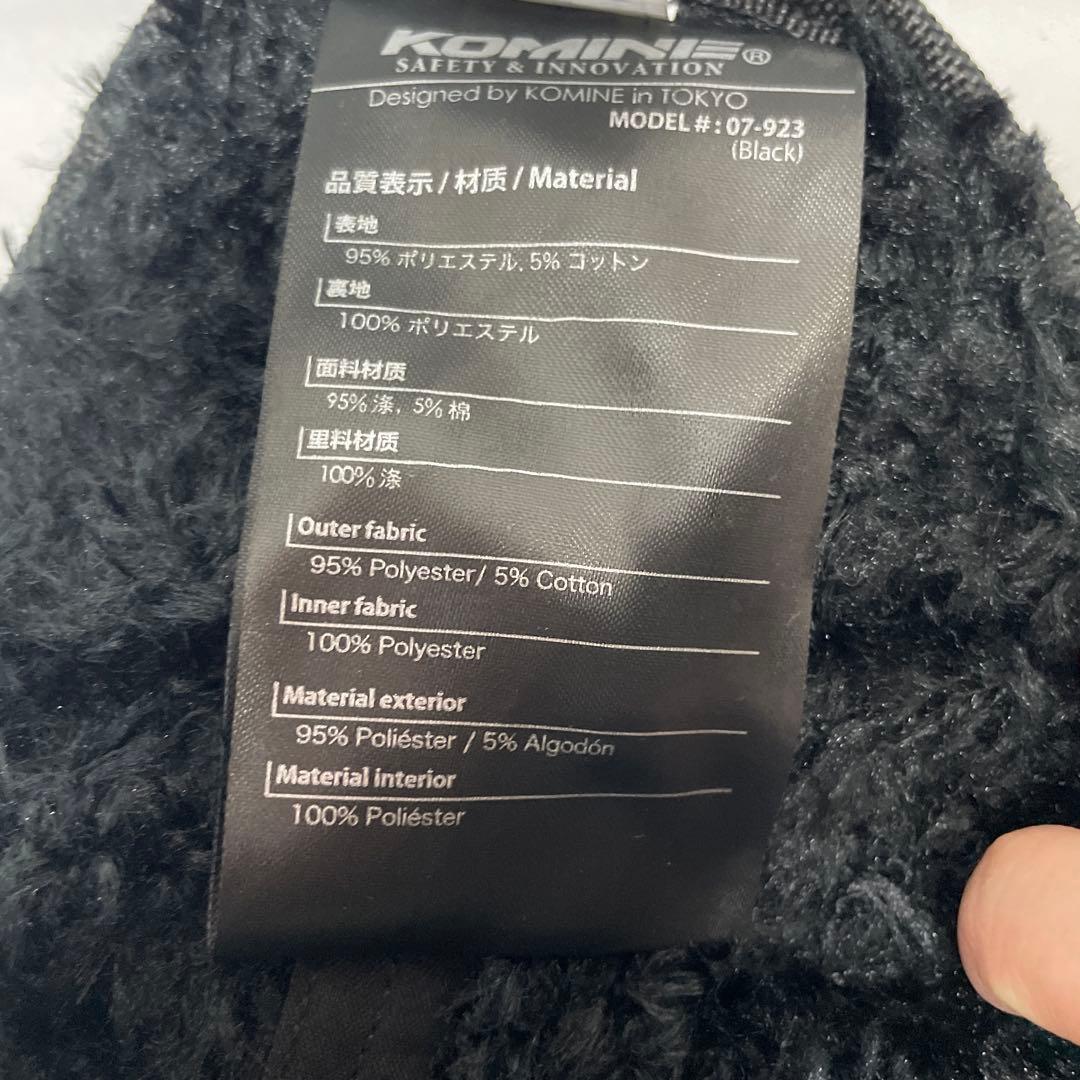 KOMINE®
SAFETY & INNOVATION
Designed by KOMINE in TOKYO
MODEL #: 07-923
(Black)
品質表示/材质/Material
表地
95% ポリエステル, 5% コットン
裏地
100% ポリエステル
面料材质
95% 涤, 5% 棉
里料材质
100% 涤
Outer fabric
95% Polyester/ 5% Cotton
Inner fabric
100% Polyester
Material exterior
95% Poliéster / 5% Algodón
Material interior
100% Poliéster